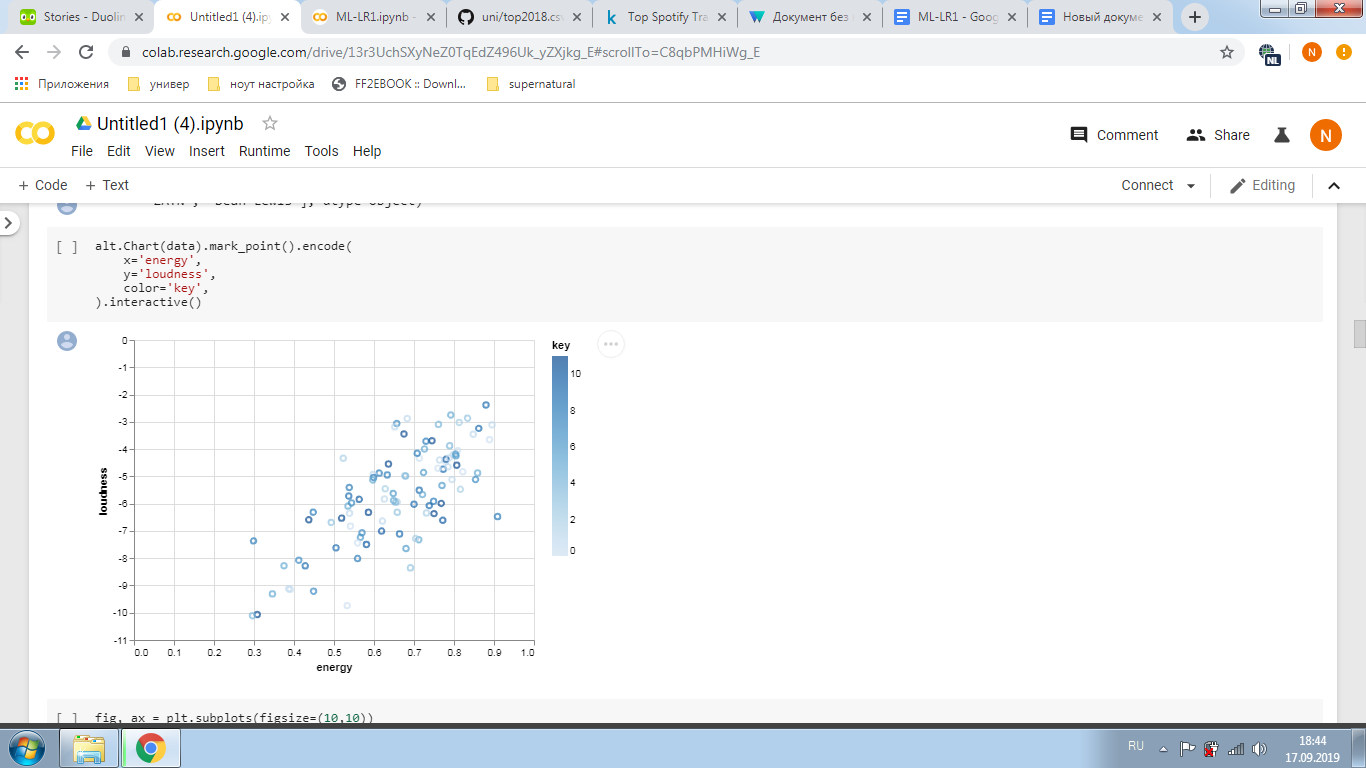 Stories - Duolin
Untitled1 (4).ip
ML-LR1.ipynb -
uni/top2018.cs
Top Spotify Tra
Документ без
ML-LR1 - Goog
Новый докуме
colab.research.google.com/drive/13r3UchSXyNeZ0TqEdZ496Uk_yZXjkg_E#scrollTo=C8qbPMHiWg_E
NL
N
Приложения
универ
ноут настройка
FF2EBOOK :: Downl...
supernatural
Untitled1 (4).ipynb
File Edit View Insert Runtime Tools Help
Comment
Share
N
+ Code + Text
Connect
Editing
[ ] alt.Chart(data).mark_point().encode(
x='energy',
y='loudness',
color='key',
).interactive()
0
-1
-2
-3
-4
-5
-6
-7
-8
-9
-10
-11
loudness
0.0 0.1 0.2 0.3 0.4 0.5 0.6 0.7 0.8 0.9 1.0
energy
key
10
8
6
4
2
0
[ ] fig, ax = plt.subplots(figsize=(10,10))
RU
18:44
17.09.2019